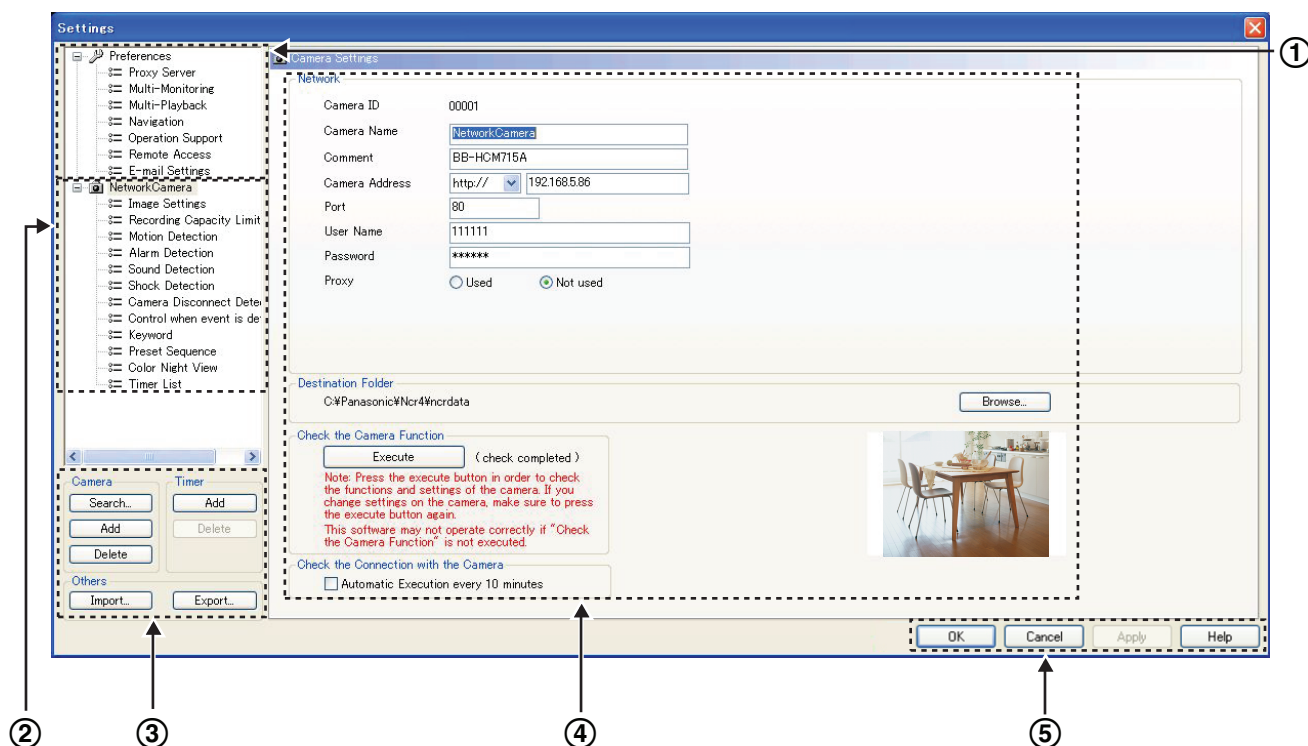 Settings
①
Preferences
Proxy Server
Multi-Monitoring
Multi-Playback
Navigation
Operation Support
Remote Access
E-mail Settings
②
NetworkCamera
Image Settings
Recording Capacity Limit
Motion Detection
Alarm Detection
Sound Detection
Shock Detection
Camera Disconnect Dete
Control when event is de
Keyword
Preset Sequence
Color Night View
Timer List
Camera
Search...
Add
Delete
Timer
Add
Delete
Others
Import...
Export...
③
Camera Settings
Network
Camera ID 00001
Camera Name NetworkCamera
Comment BB-HCM715A
Camera Address http:// 192.168.5.86
Port 80
User Name 111111
Password ******
Proxy Used Not used
Destination Folder
C:¥Panasonic¥Ncr4¥ncrdata Browse...
Check the Camera Function
Execute ( check completed )
Note: Press the execute button in order to check
the functions and settings of the camera. If you
change settings on the camera, make sure to press
the execute button again.
This software may not operate correctly if "Check
the Camera Function" is not executed.
Check the Connection with the Camera
Automatic Execution every 10 minutes
④
OK Cancel Apply Help
⑤